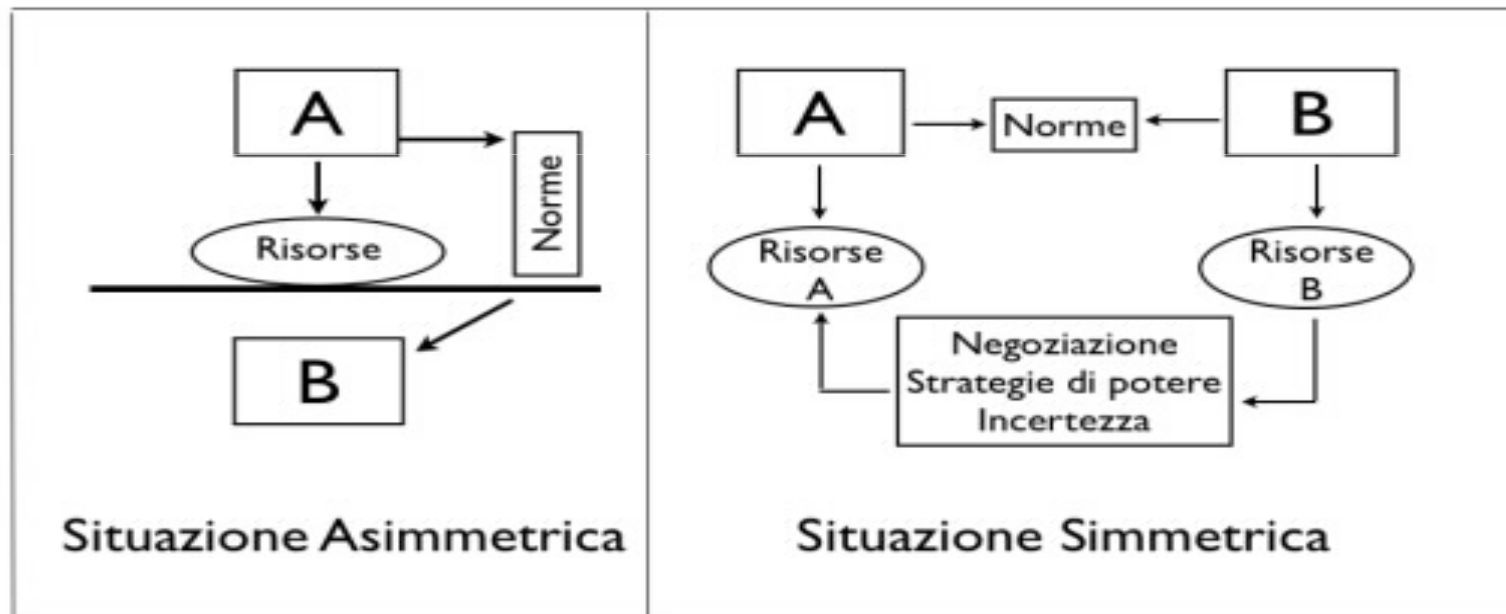 A
Norme
Risorse
B
Situazione Asimmetrica
A
Norme
B
Risorse
A
Risorse
B
Negoziazione
Strategie di potere
Incertezza
Situazione Simmetrica